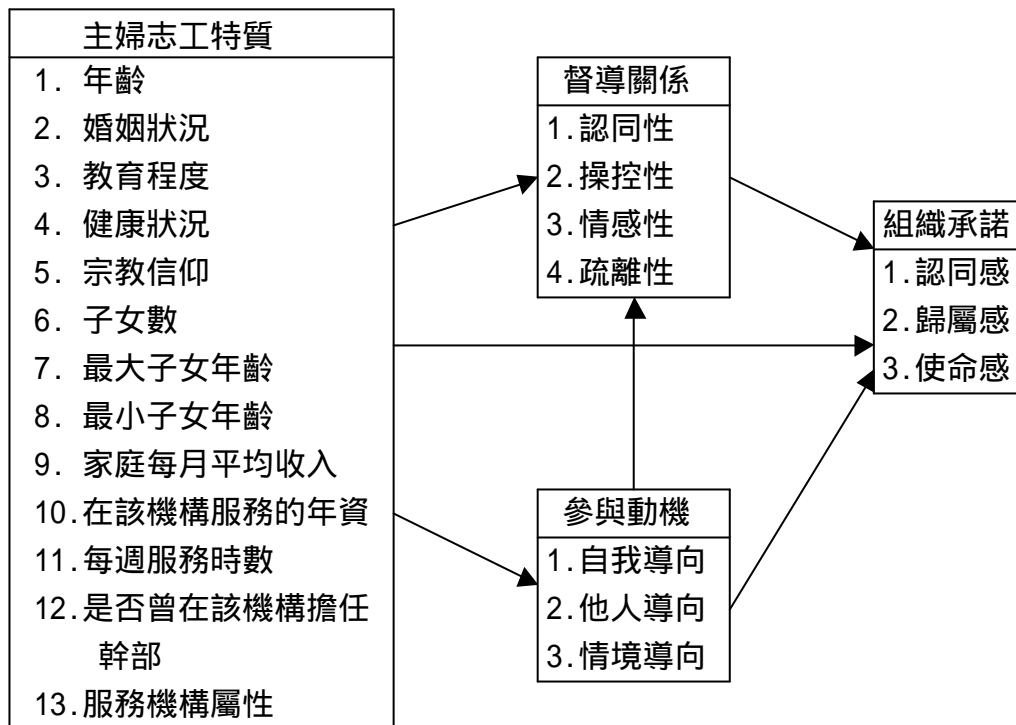 主婦志工特質
1. 年齡
2. 婚姻狀況
3. 教育程度
4. 健康狀況
5. 宗教信仰
6. 子女數
7. 最大子女年齡
8. 最小子女年齡
9. 家庭每月平均收入
10.在該機構服務的年資
11.每週服務時數
12.是否曾在該機構擔任
幹部
13.服務機構屬性
督導關係
1.認同性
2.操控性
3.情感性
4.疏離性
參與動機
1.自我導向
2.他人導向
3.情境導向
組織承諾
1.認同感
2.歸屬感
3.使命感